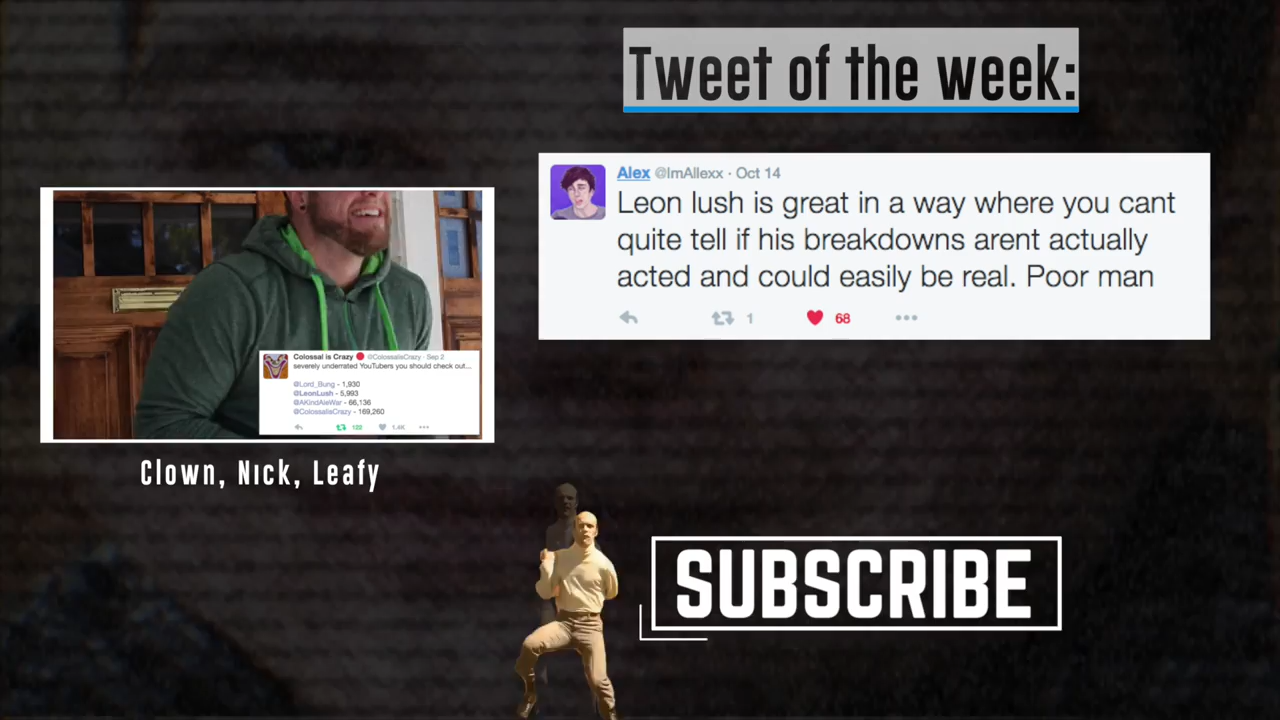 Tweet of the week:
Alex @ImAllexx · Oct 14
Leon lush is great in a way where you cant
quite tell if his breakdowns arent actually
acted and could easily be real. Poor man
1 68
Colossal is Crazy @ColossalisCrazy · Sep 2
severely underrated YouTubers you should check out...
@Lord_Bung - 1,930
@LeonLush - 5,993
@AKindAleWar - 66,136
@ColossalisCrazy - 169,260
122 1.4K
Clown, Nick, Leafy
SUBSCRIBE